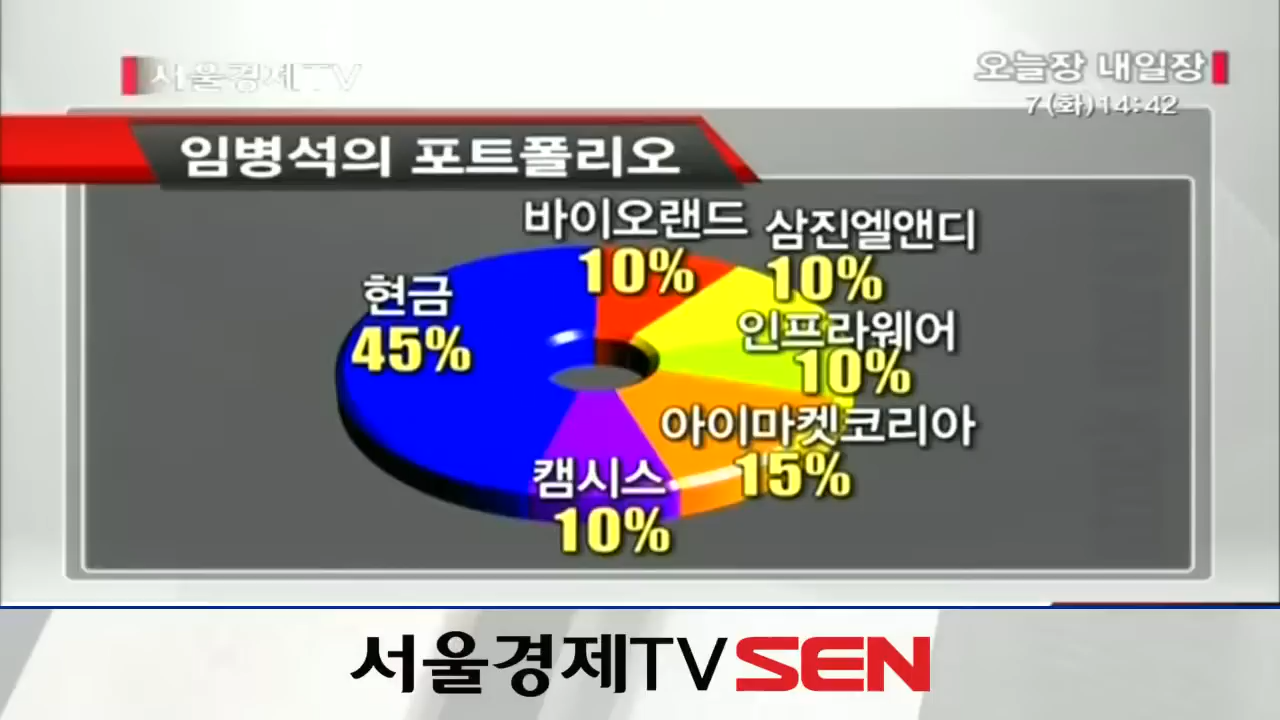 서울경제TV
오늘장 내일장
7(화)14:42
임병석의 포트폴리오
바이오랜드
10%
삼진엘앤디
10%
현금
45%
인프라웨어
10%
아이마켓코리아
15%
캠시스
10%
서울경제TV SEN